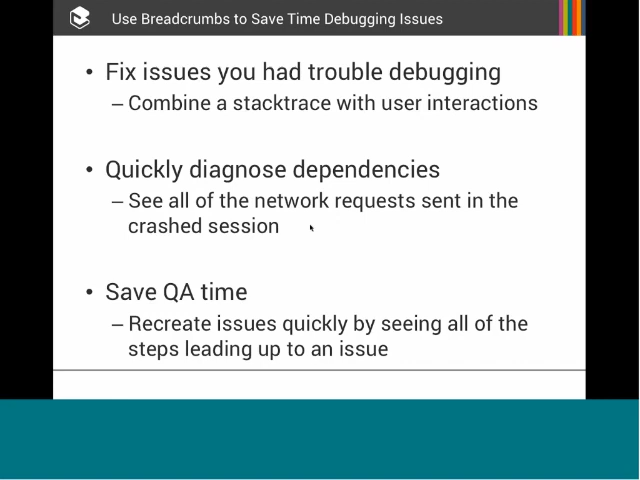 Use Breadcrumbs to Save Time Debugging Issues
• Fix issues you had trouble debugging
– Combine a stacktrace with user interactions
• Quickly diagnose dependencies
– See all of the network requests sent in the
crashed session
• Save QA time
– Recreate issues quickly by seeing all of the
steps leading up to an issue